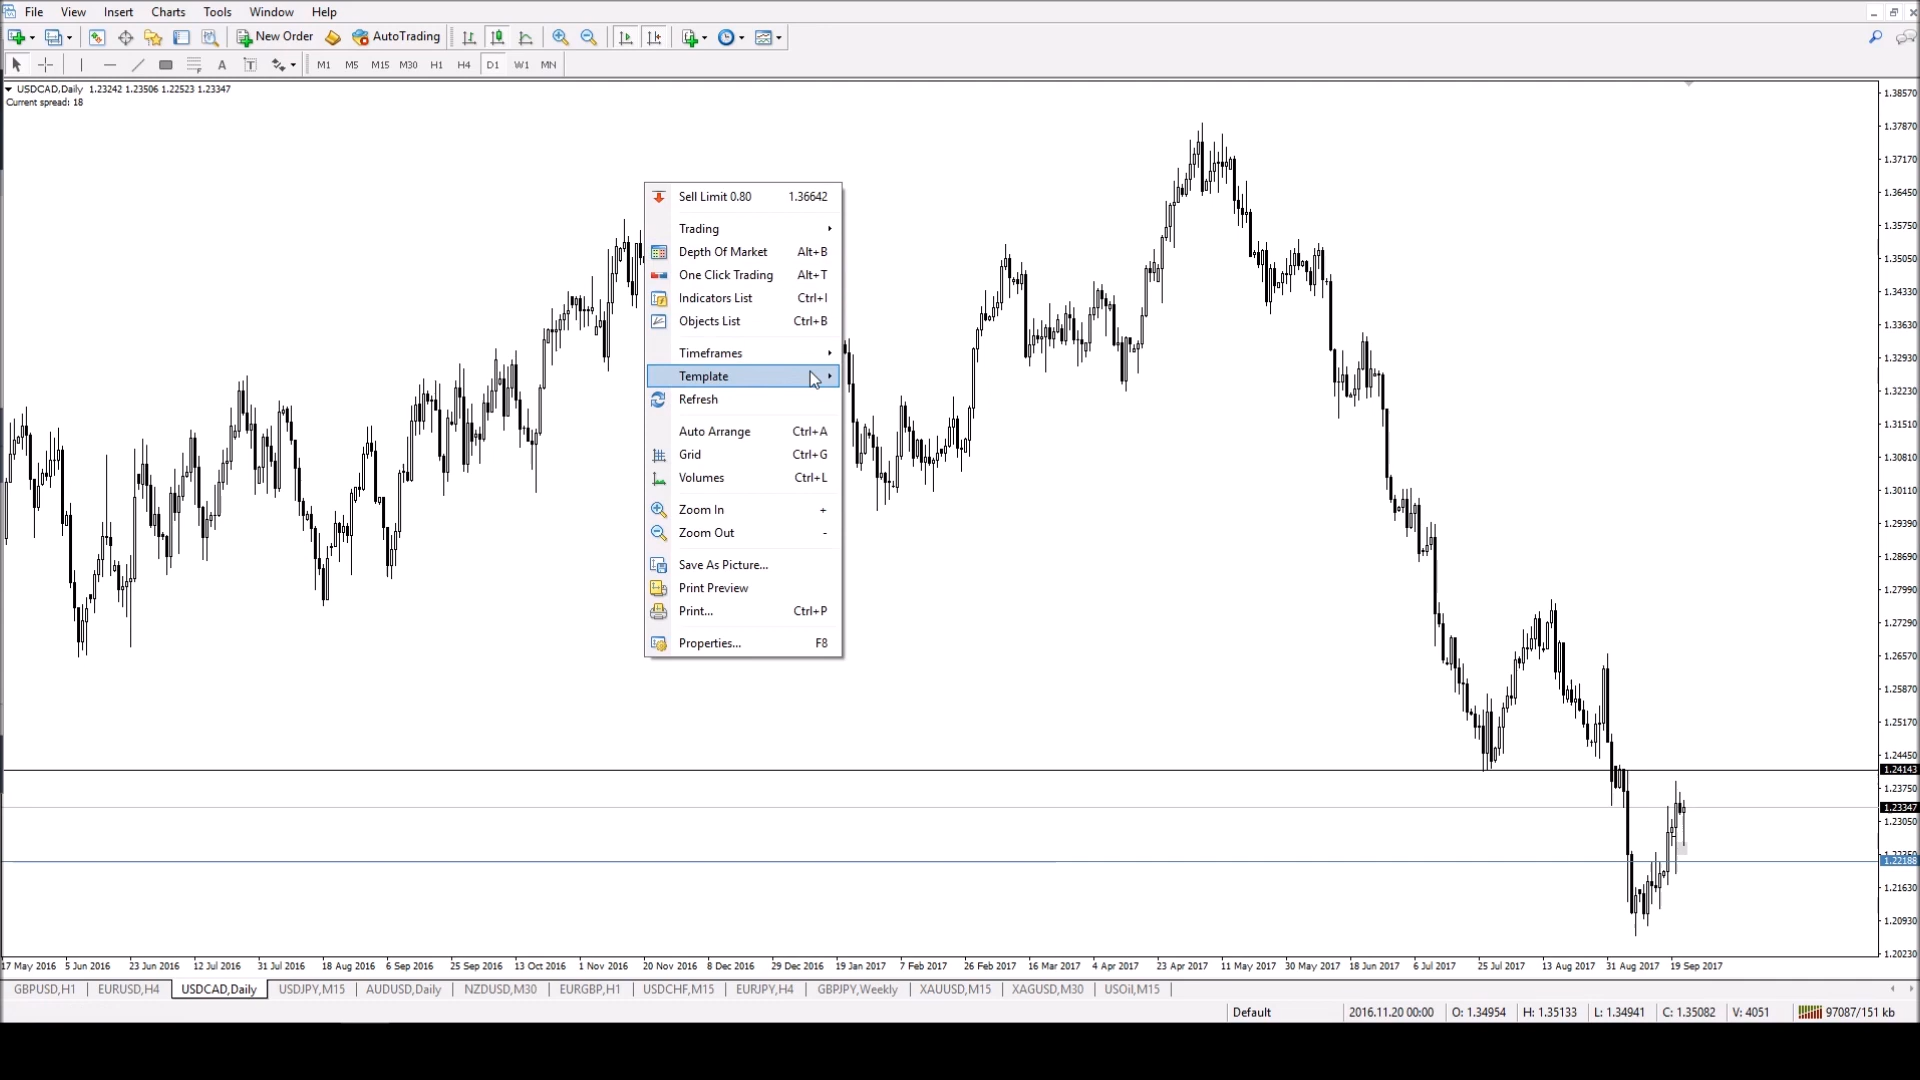 File View Insert Charts Tools Window Help
New Order AutoTrading
A T M1 M5 M15 M30 H1 H4 D1 W1 MN
USDCAD,Daily 1.23242 1.23506 1.22523 1.23347
Current spread: 18
Sell Limit 0.80 1.36642
Trading
Depth Of Market Alt+B
One Click Trading Alt+T
Indicators List Ctrl+I
Objects List Ctrl+B
Timeframes
Template
Refresh
Auto Arrange Ctrl+A
Grid Ctrl+G
Volumes Ctrl+L
Zoom In +
Zoom Out -
Save As Picture...
Print Preview
Print... Ctrl+P
Properties... F8
1.38570
1.37870
1.37170
1.36450
1.35750
1.35050
1.34330
1.33630
1.32930
1.32230
1.31510
1.30810
1.30110
1.29390
1.28690
1.27990
1.27290
1.26570
1.25870
1.25170
1.24450
1.24143
1.23750
1.23347
1.23050
1.22188
1.21630
1.20930
1.20230
17 May 2016 5 Jun 2016 23 Jun 2016 12 Jul 2016 31 Jul 2016 18 Aug 2016 6 Sep 2016 25 Sep 2016 13 Oct 2016 1 Nov 2016 20 Nov 2016 8 Dec 2016 29 Dec 2016 19 Jan 2017 7 Feb 2017 26 Feb 2017 16 Mar 2017 4 Apr 2017 23 Apr 2017 11 May 2017 30 May 2017 18 Jun 2017 6 Jul 2017 25 Jul 2017 13 Aug 2017 31 Aug 2017 19 Sep 2017
GBPUSD,H1 EURUSD,H4 USDCAD,Daily USDJPY,M15 AUDUSD,Daily NZDUSD,M30 EURGBP,H1 USDCHF,M15 EURJPY,H4 GBPJPY,Weekly XAUUSD,M15 XAGUSD,M30 USOil,M15
Default 2016.11.20 00:00 O: 1.34954 H: 1.35133 L: 1.34941 C: 1.35082 V: 4051 97087/151 kb